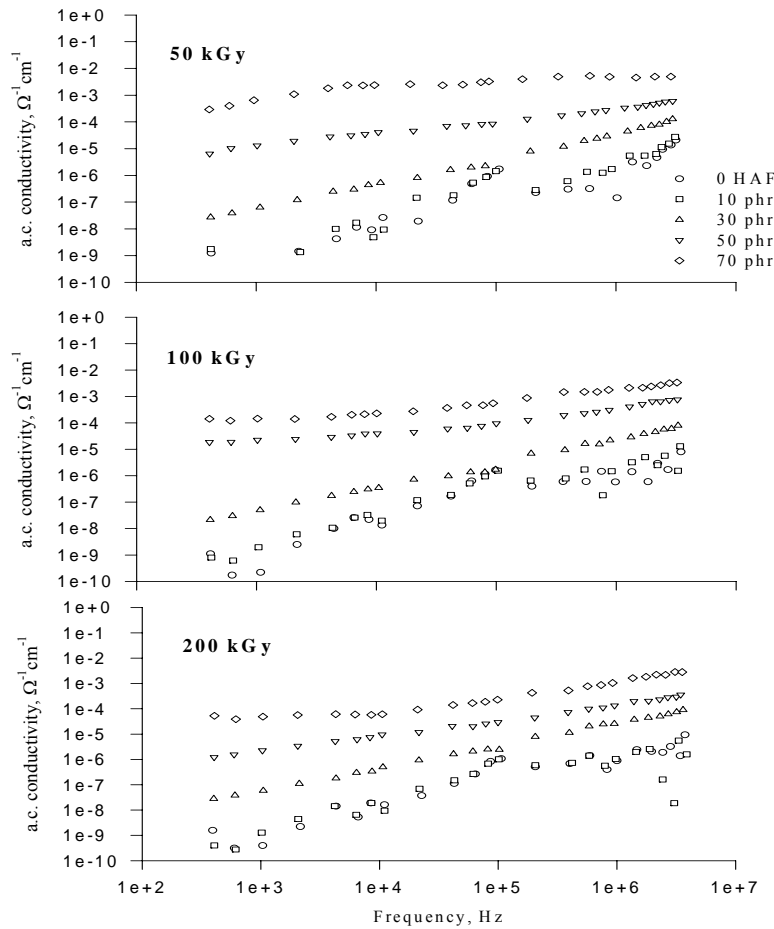 1e+1
1e+0
1e-1
1e-2
1e-3
1e-4
1e-5
1e-6
1e-7
1e-8
1e-9
1e-10
a.c. conductivity, Ω⁻¹cm⁻¹
50 kGy
0 HAF
10 phr
30 phr
50 phr
70 phr
1e+0
1e-1
1e-2
1e-3
1e-4
1e-5
1e-6
1e-7
1e-8
1e-9
1e-10
a.c. conductivity, Ω⁻¹cm⁻¹
100 kGy
1e+0
1e-1
1e-2
1e-3
1e-4
1e-5
1e-6
1e-7
1e-8
1e-9
1e-10
a.c. conductivity, Ω⁻¹cm⁻¹
200 kGy
1e+2 1e+3 1e+4 1e+5 1e+6 1e+7
Frequency, Hz